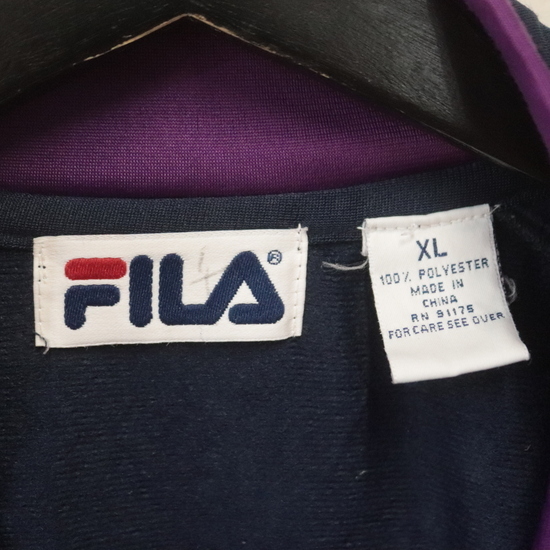 FILA®
XL
100% POLYESTER
MADE IN
CHINA
RN 91175
FOR CARE SEE OVER